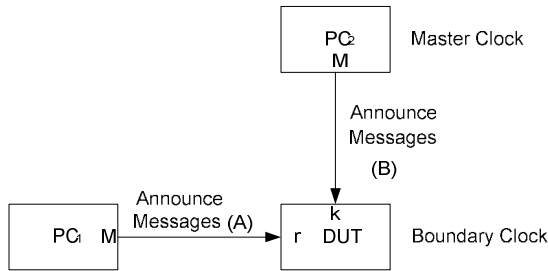 PC2
M
Master Clock
Announce
Messages
(B)
Announce
Messages (A)
PC1 M
k
r DUT
Boundary Clock